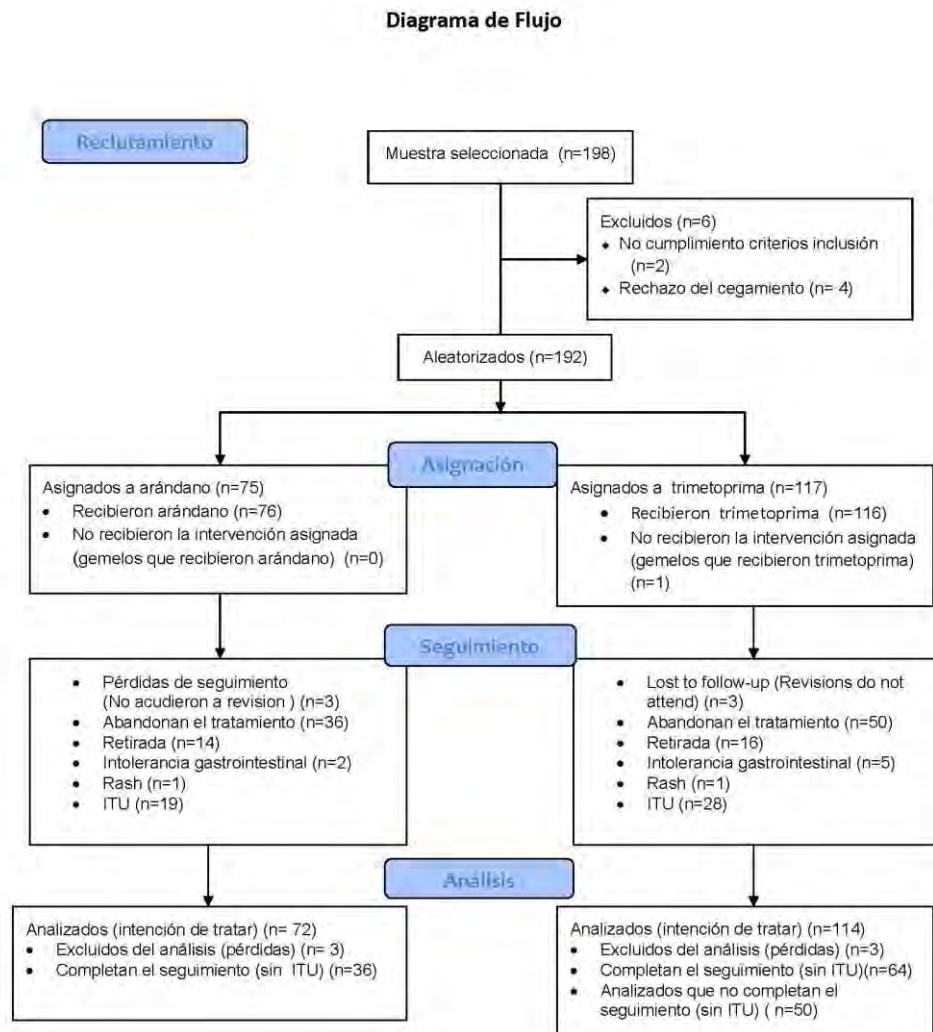 Diagrama de Flujo
Reclutamiento
Muestra seleccionada (n=198)
Excluidos (n=6)
⬥ No cumplimiento criterios inclusión
(n=2)
⬥ Rechazo del cegamiento (n= 4)
Aleatorizados (n=192)
Asignación
Asignados a arándano (n=75)
• Recibieron arándano (n=76)
• No recibieron la intervención asignada
(gemelos que recibieron arándano) (n=0)
Asignados a trimetoprima (n=117)
• Recibieron trimetoprima (n=116)
• No recibieron la intervención asignada
(gemelos que recibieron trimetoprima)
(n=1)
Seguimiento
• Pérdidas de seguimiento
(No acudieron a revision ) (n=3)
• Abandonan el tratamiento (n=36)
• Retirada (n=14)
• Intolerancia gastrointestinal (n=2)
• Rash (n=1)
• ITU (n=19)
• Lost to follow-up (Revisions do not
attend) (n=3)
• Abandonan el tratamiento (n=50)
• Retirada (n=16)
• Intolerancia gastrointestinal (n=5)
• Rash (n=1)
• ITU (n=28)
Análisis
Analizados (intención de tratar) (n= 72)
• Excluidos del análisis (pérdidas) (n= 3)
• Completan el seguimiento (sin ITU) (n=36)
Analizados (intención de tratar) (n=114)
• Excluidos del análisis (pérdidas) (n=3)
• Completan el seguimiento (sin ITU)(n=64)
• Analizados que no completan el
seguimiento (sin ITU) ( n=50)